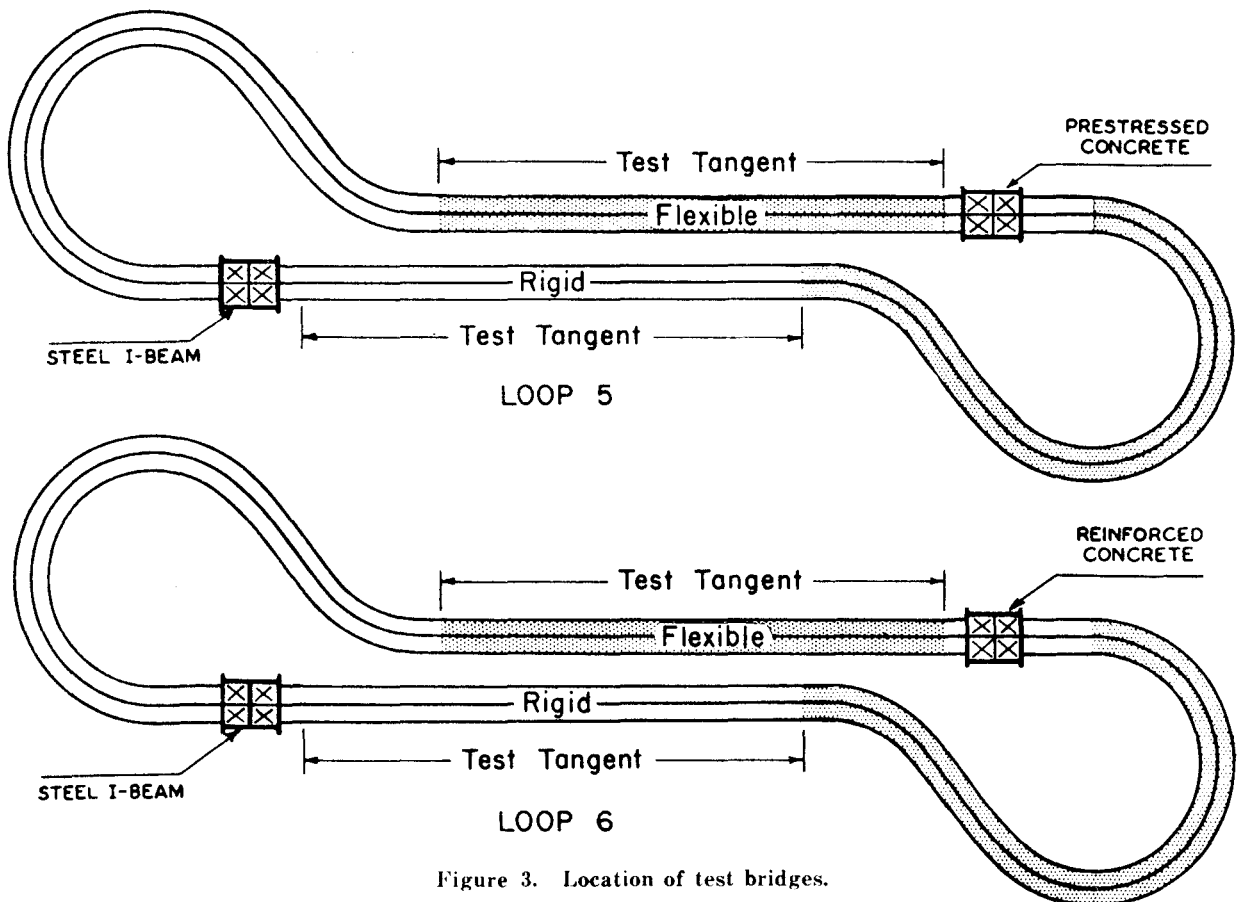 PRESTRESSED
CONCRETE
Test Tangent
Flexible
Rigid
Test Tangent
STEEL I-BEAM
LOOP 5
REINFORCED
CONCRETE
Test Tangent
Flexible
Rigid
Test Tangent
STEEL I-BEAM
LOOP 6
Figure 3. Location of test bridges.